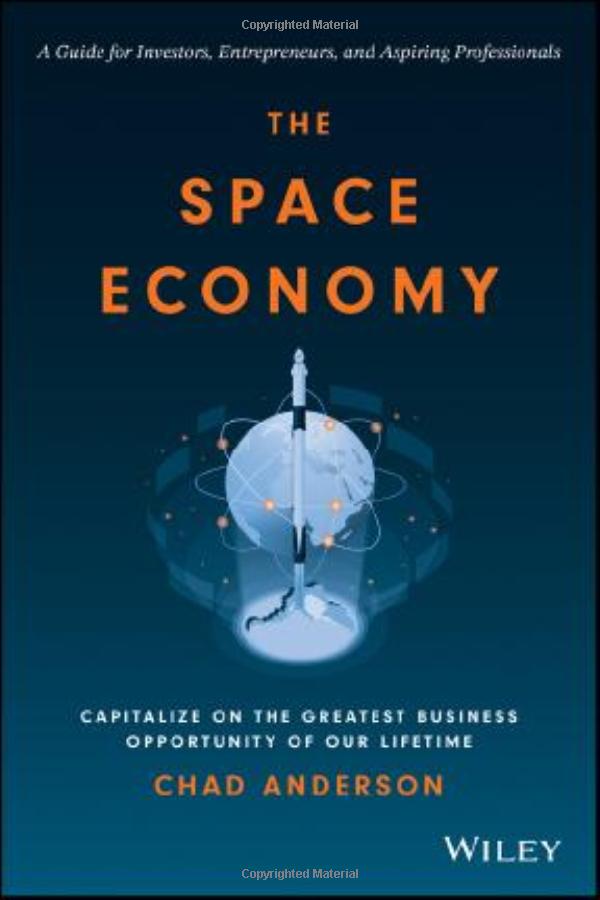 Copyrighted Material
A Guide for Investors, Entrepreneurs, and Aspiring Professionals
THE
SPACE
ECONOMY
CAPITALIZE ON THE GREATEST BUSINESS
OPPORTUNITY OF OUR LIFETIME
CHAD ANDERSON
WILEY
Copyrighted Material